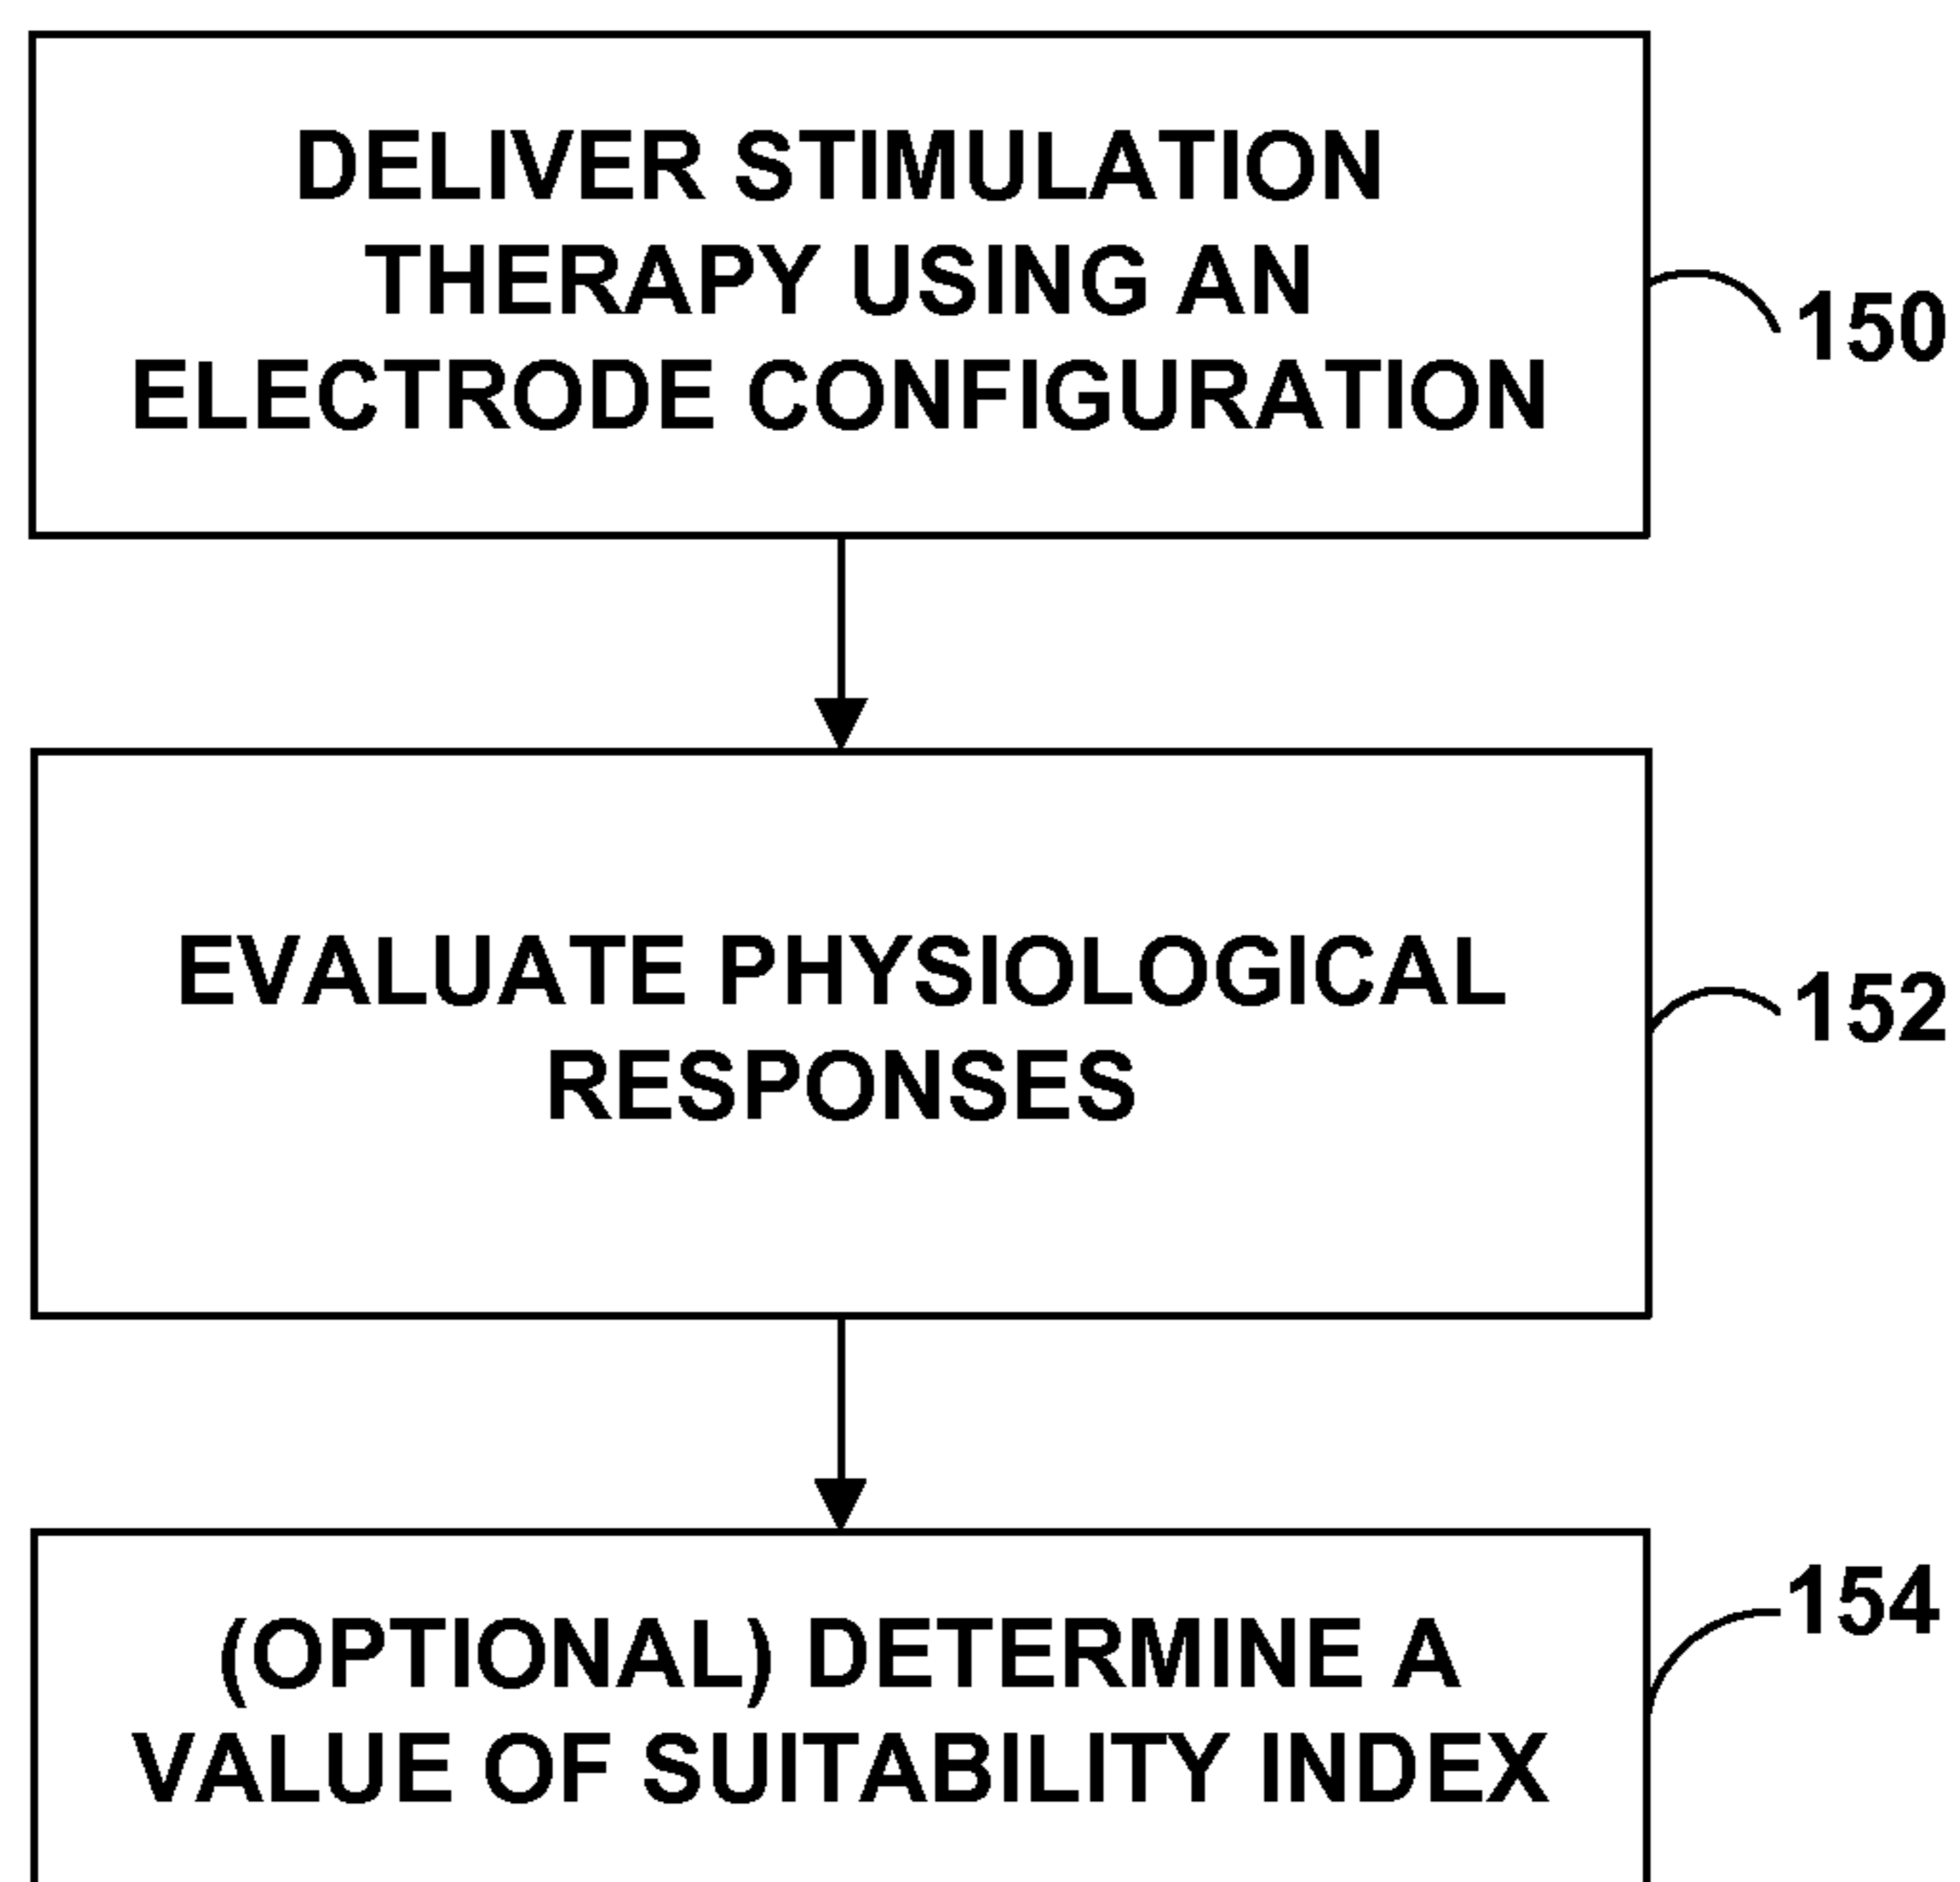 DELIVER STIMULATION
THERAPY USING AN
ELECTRODE CONFIGURATION
150
EVALUATE PHYSIOLOGICAL
RESPONSES
152
(OPTIONAL) DETERMINE A
VALUE OF SUITABILITY INDEX
154